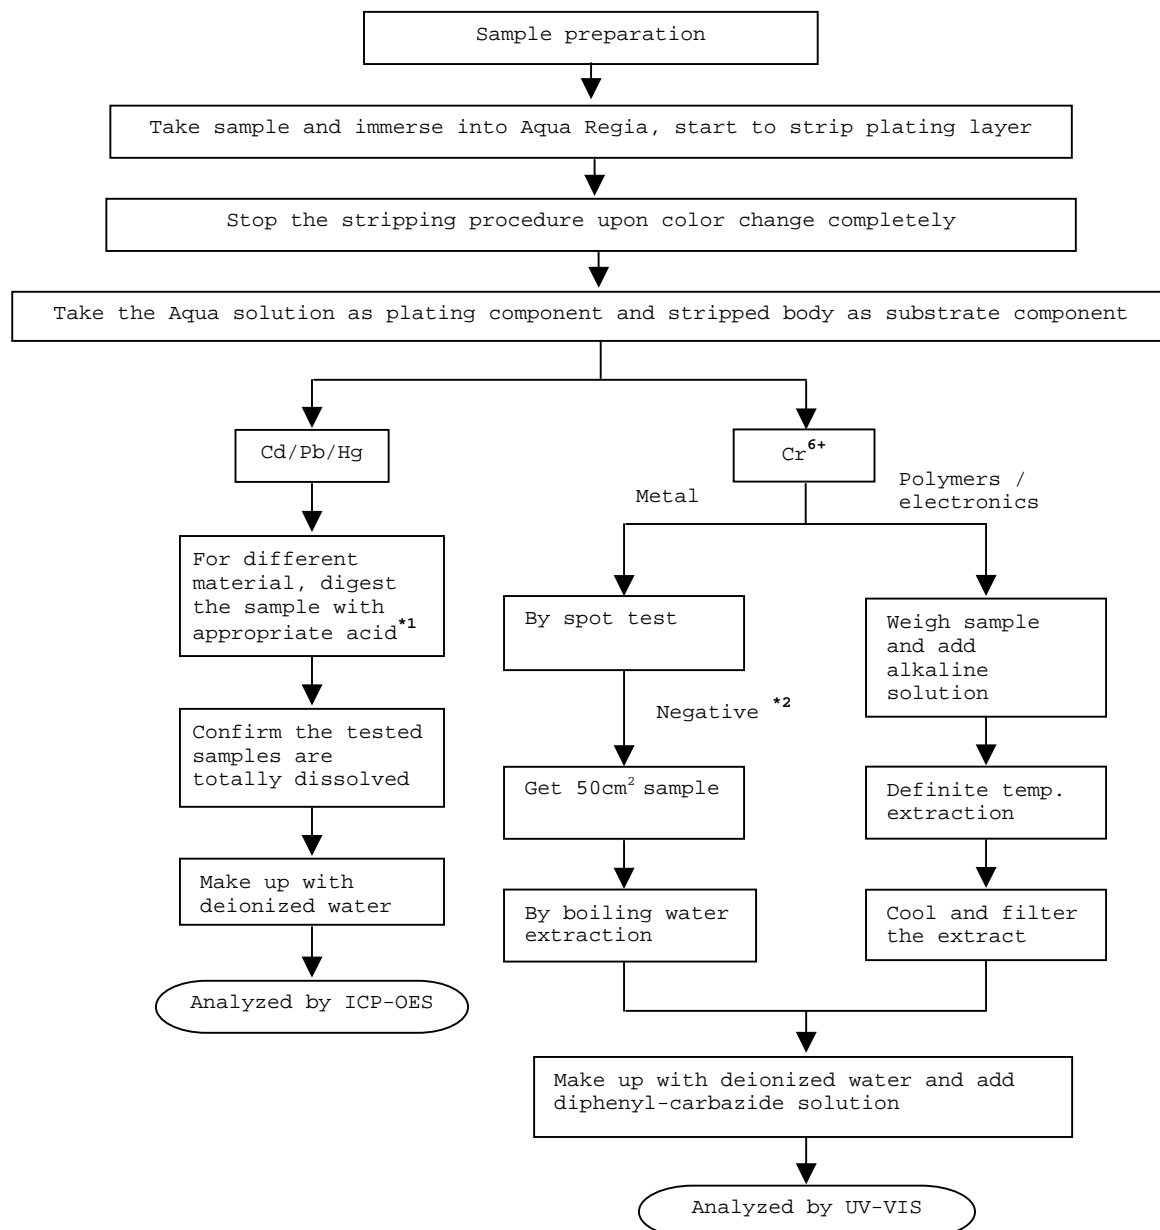 Sample preparation
Take sample and immerse into Aqua Regia, start to strip plating layer
Stop the stripping procedure upon color change completely
Take the Aqua solution as plating component and stripped body as substrate component
Cd/Pb/Hg
Cr6+
Metal
Polymers /
electronics
For different
material, digest
the sample with
appropriate acid*1
By spot test
Weigh sample
and add
alkaline
solution
Negative *2
Confirm the tested
samples are
totally dissolved
Get 50cm2 sample
Definite temp.
extraction
Make up with
deionized water
By boiling water
extraction
Cool and filter
the extract
Analyzed by ICP-OES
Make up with deionized water and add
diphenyl-carbazide solution
Analyzed by UV-VIS